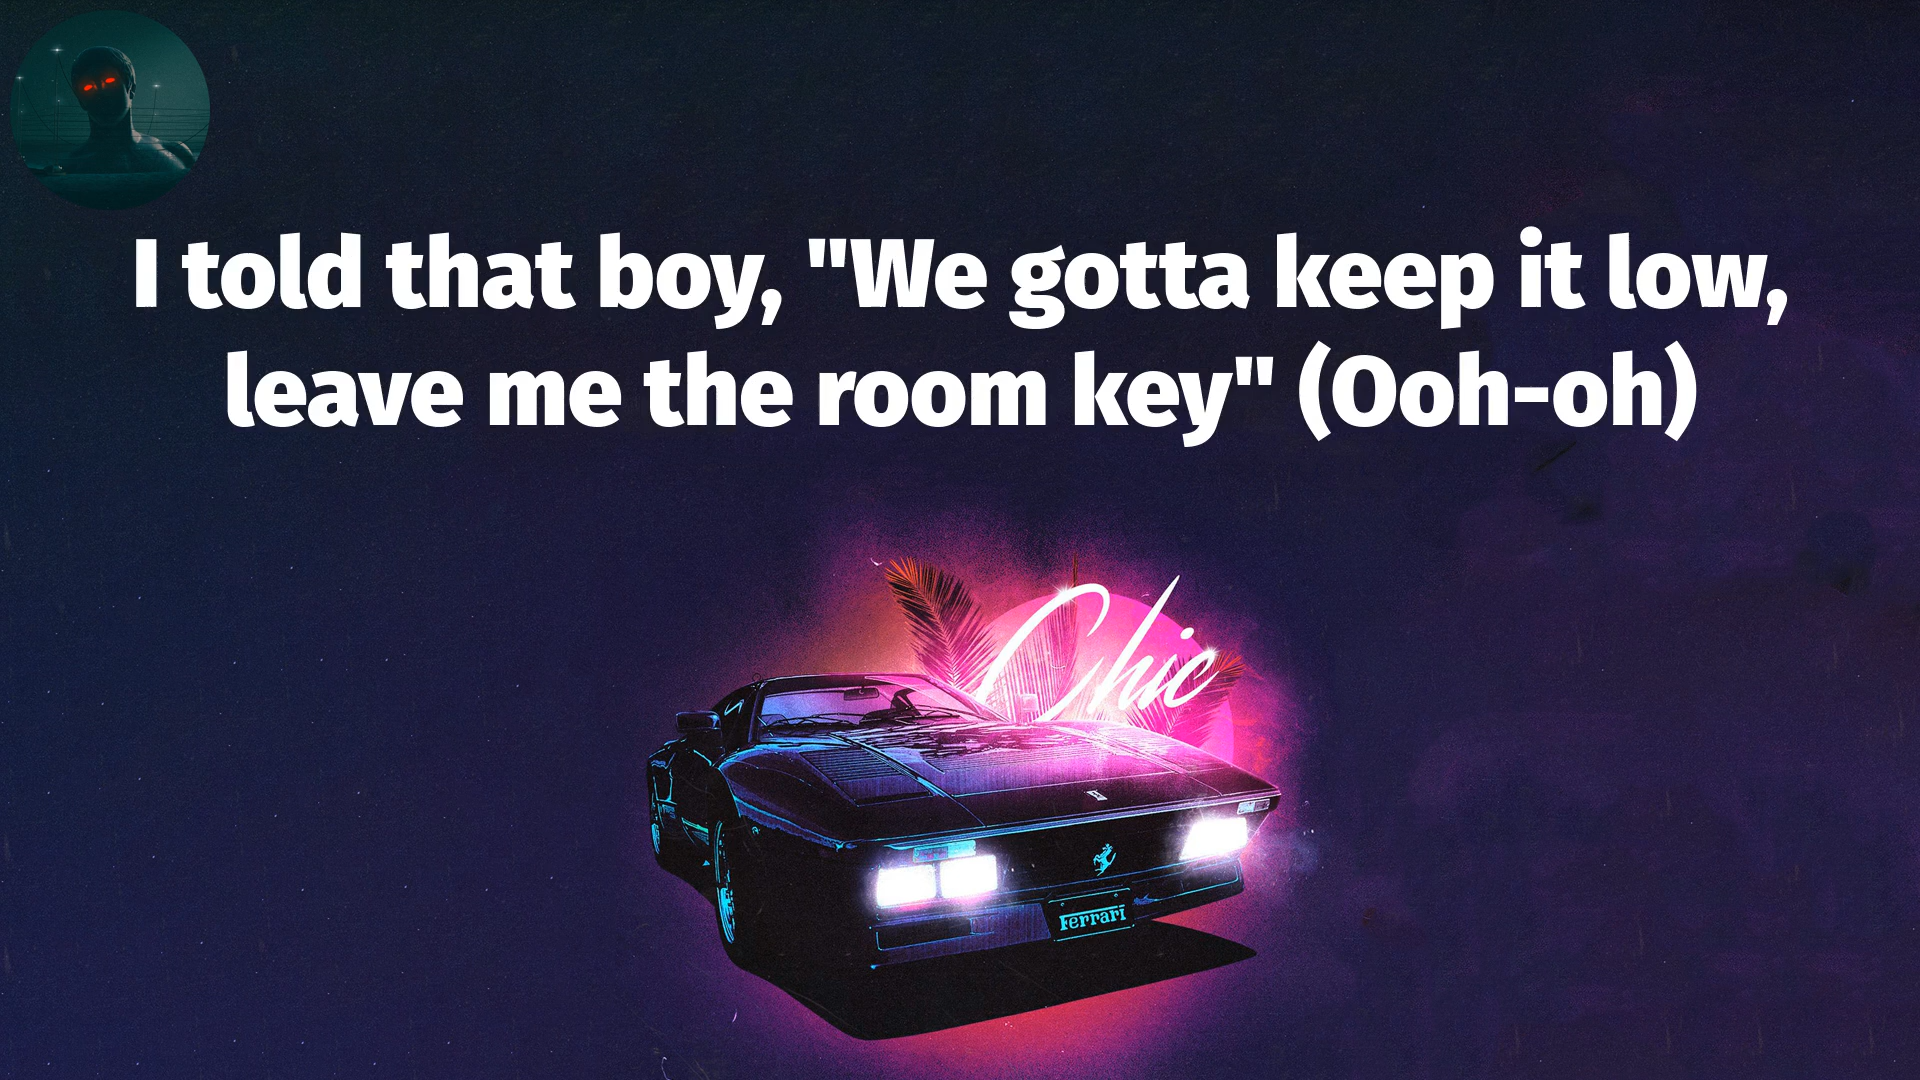 I told that boy, "We gotta keep it low,
leave me the room key" (Ooh-oh)
Chic
Ferrari